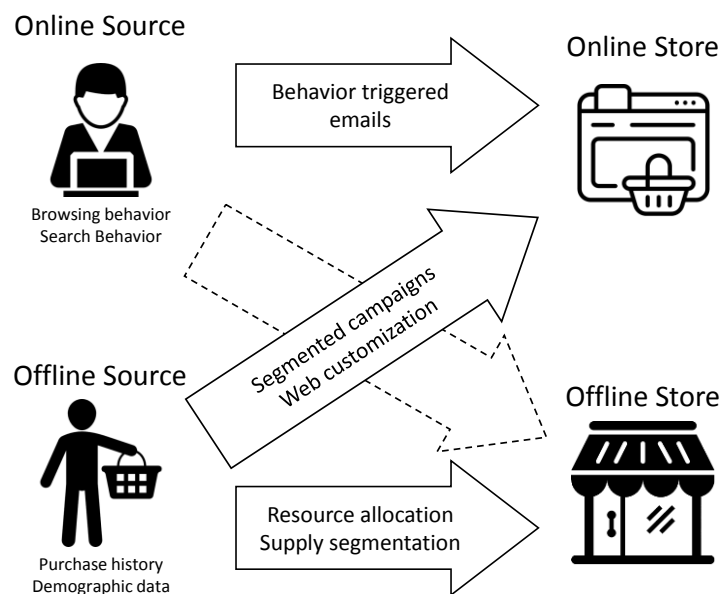 Online Source
Online Store
Behavior triggered
emails
Browsing behavior
Search Behavior
Segmented campaigns
Web customization
Offline Source
Offline Store
Resource allocation
Supply segmentation
Purchase history
Demographic data